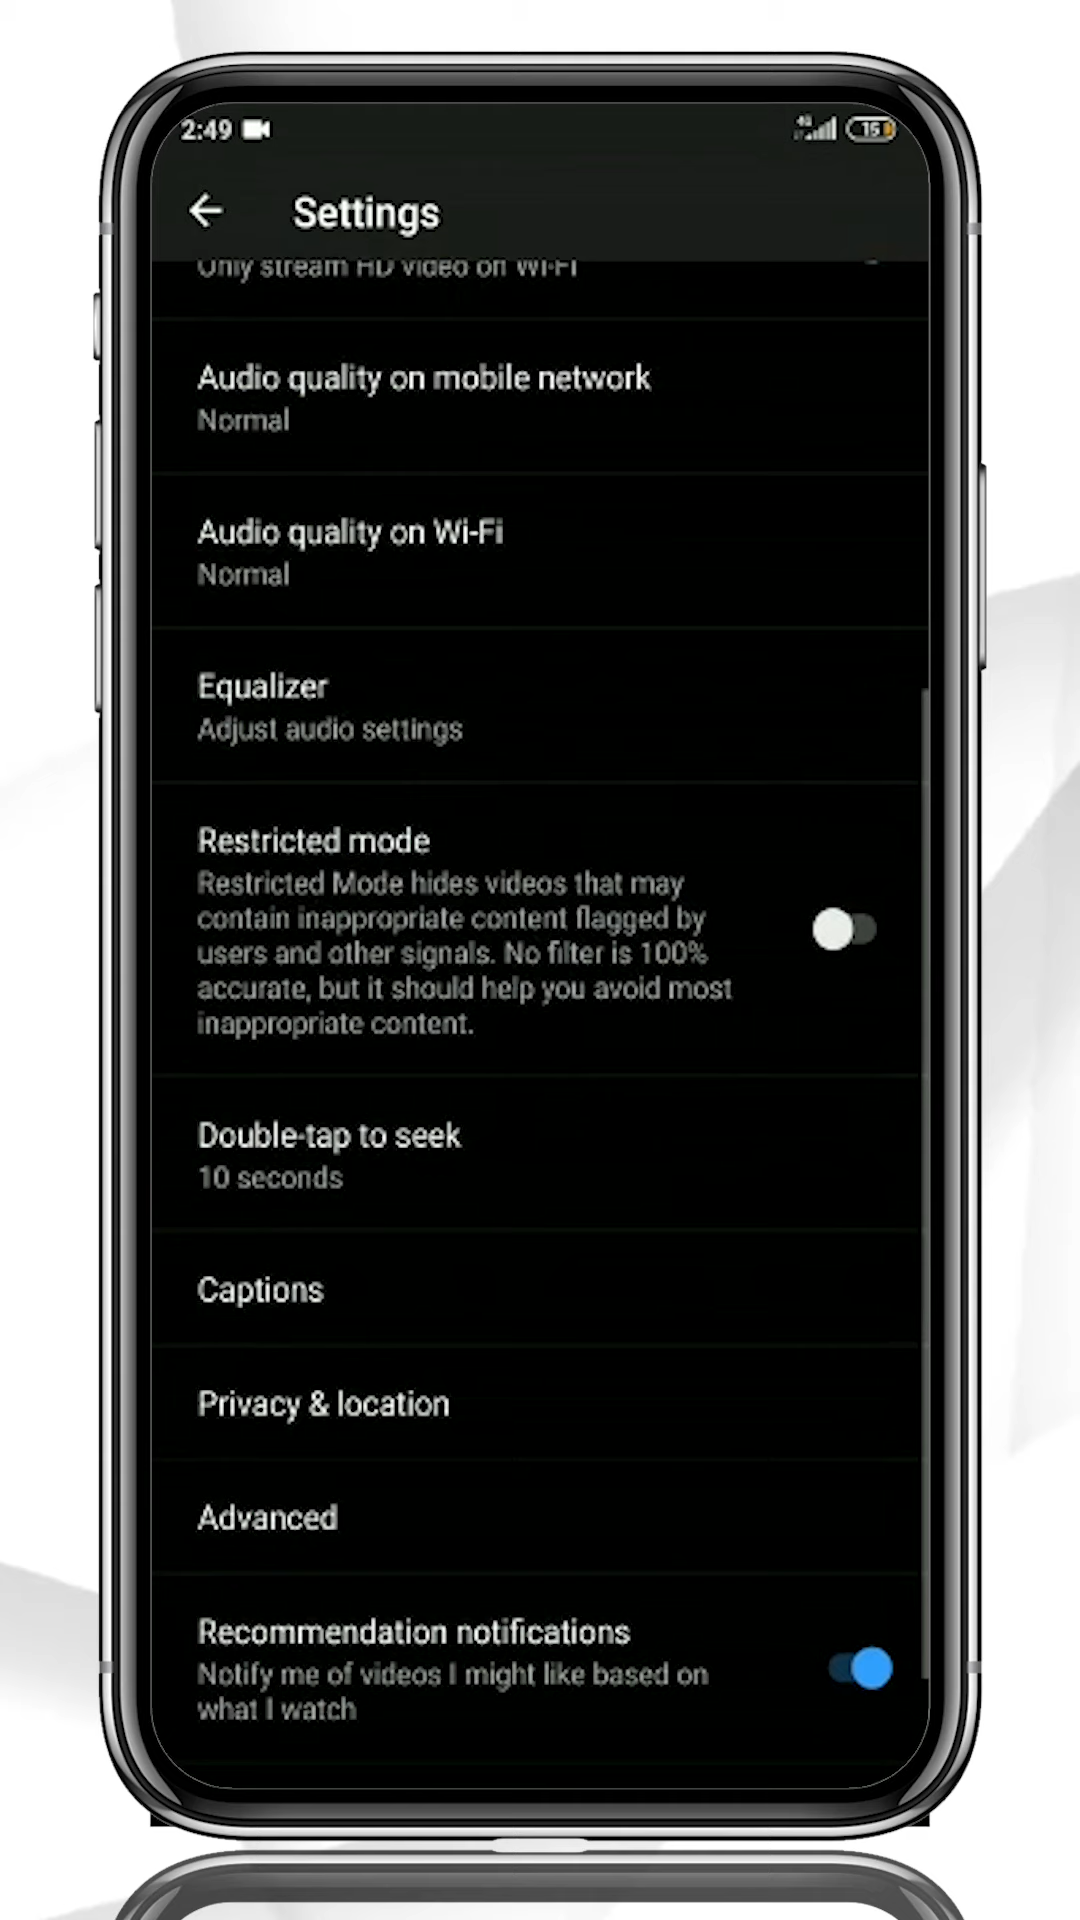 2:49
4G
15
Settings
Only stream HD video on Wi-Fi
Audio quality on mobile network
Normal
Audio quality on Wi-Fi
Normal
Equalizer
Adjust audio settings
Restricted mode
Restricted Mode hides videos that may
contain inappropriate content flagged by
users and other signals. No filter is 100%
accurate, but it should help you avoid most
inappropriate content.
Double-tap to seek
10 seconds
Captions
Privacy & location
Advanced
Recommendation notifications
Notify me of videos I might like based on
what I watch